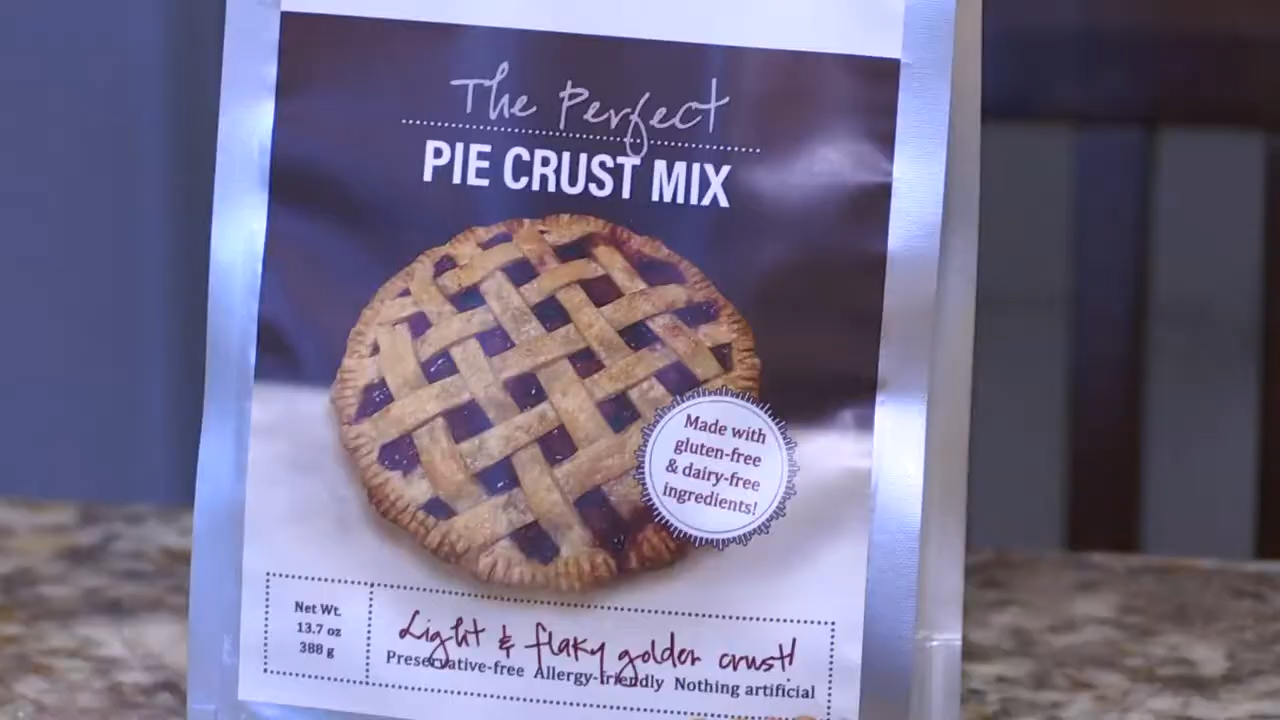 The Perfect
PIE CRUST MIX
Made with
gluten-free
& dairy-free
ingredients!
Net Wt.
13.7 oz
388 g
Light & flaky golden crust!
Preservative-free Allergy-friendly Nothing artificial